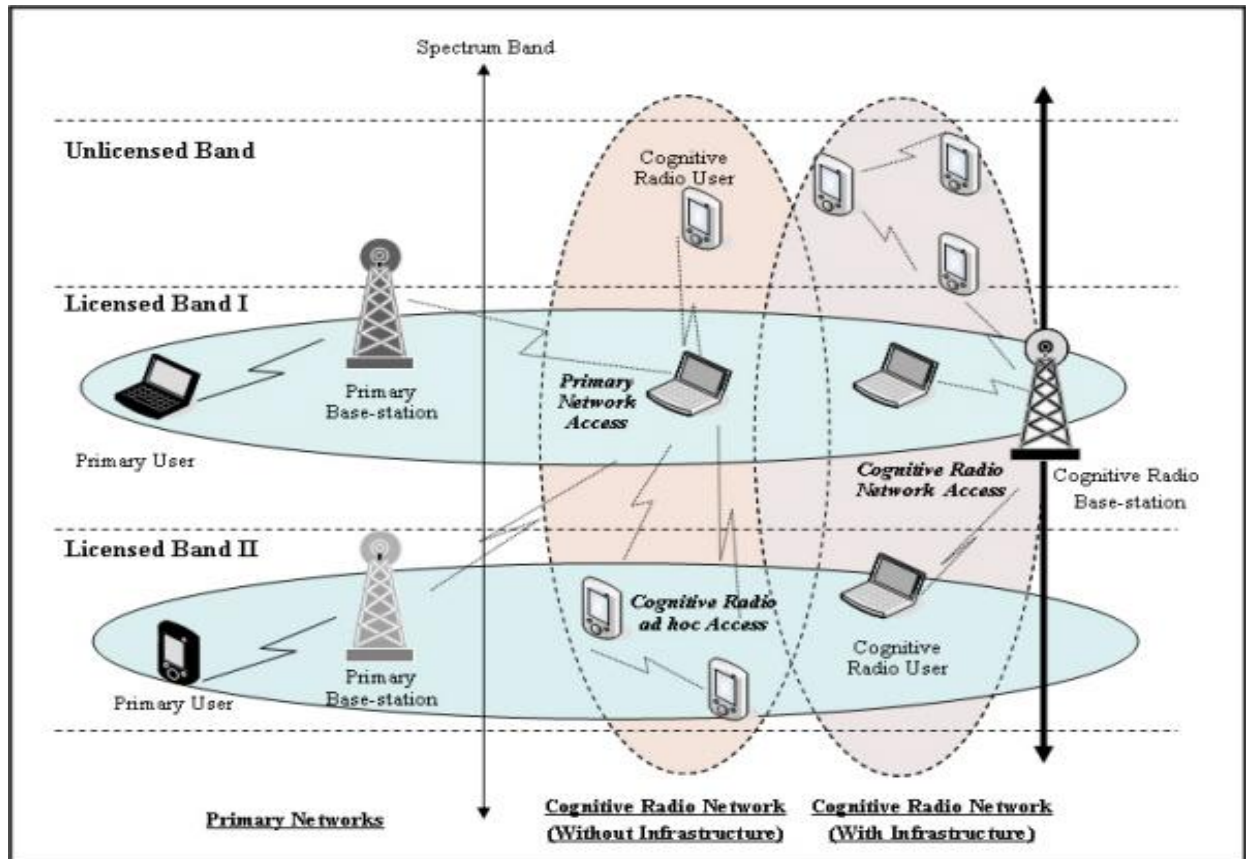 Spectrum Band
Unlicensed Band
Cognitive
Radio User
Licensed Band I
Primary
Base-station
Primary
Network
Access
Primary User
Cognitive Radio
Network Access
Cognitive Radio
Base-station
Licensed Band II
Cognitive Radio
ad hoc Access
Primary
Base-station
Cognitive
Radio User
Primary User
Primary Networks
Cognitive Radio Network
(Without Infrastructure)
Cognitive Radio Network
(With Infrastructure)